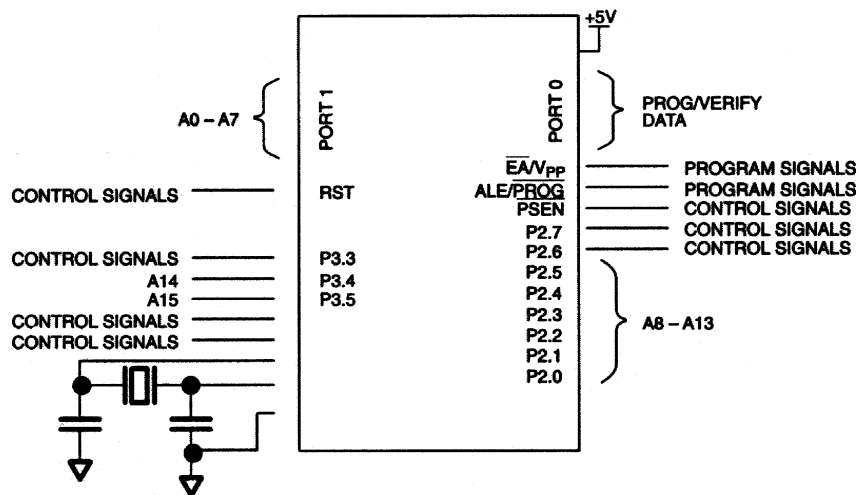 +5V
A0 – A7
PORT 1
PORT 0
PROG/VERIFY
DATA
EA/VPP
PROGRAM SIGNALS
ALE/PROG
PROGRAM SIGNALS
CONTROL SIGNALS
RST
PSEN
CONTROL SIGNALS
P2.7
CONTROL SIGNALS
P2.6
CONTROL SIGNALS
CONTROL SIGNALS
P3.3
A14
P3.4
A15
P3.5
CONTROL SIGNALS
CONTROL SIGNALS
P2.5
P2.4
P2.3
P2.2
P2.1
P2.0
A8 – A13